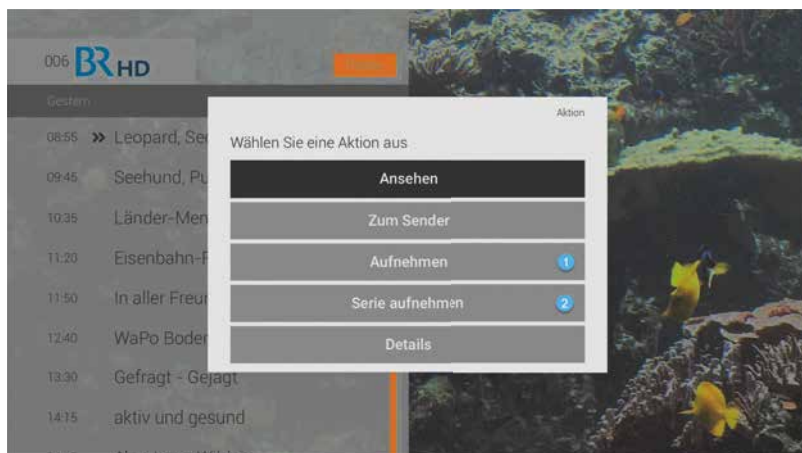 006 BR HD
Gestern
Aktion
Wählen Sie eine Aktion aus
08:55 » Leopard, See
Ansehen
09:45 Seehund, Pu
Zum Sender
10:35 Länder-Men
Aufnehmen 1
11:20 Eisenbahn-
Serie aufnehmen 2
11:50 In aller Freun
Details
12:40 WaPo Boden
13:30 Gefragt - Gejagt
14:15 aktiv und gesund